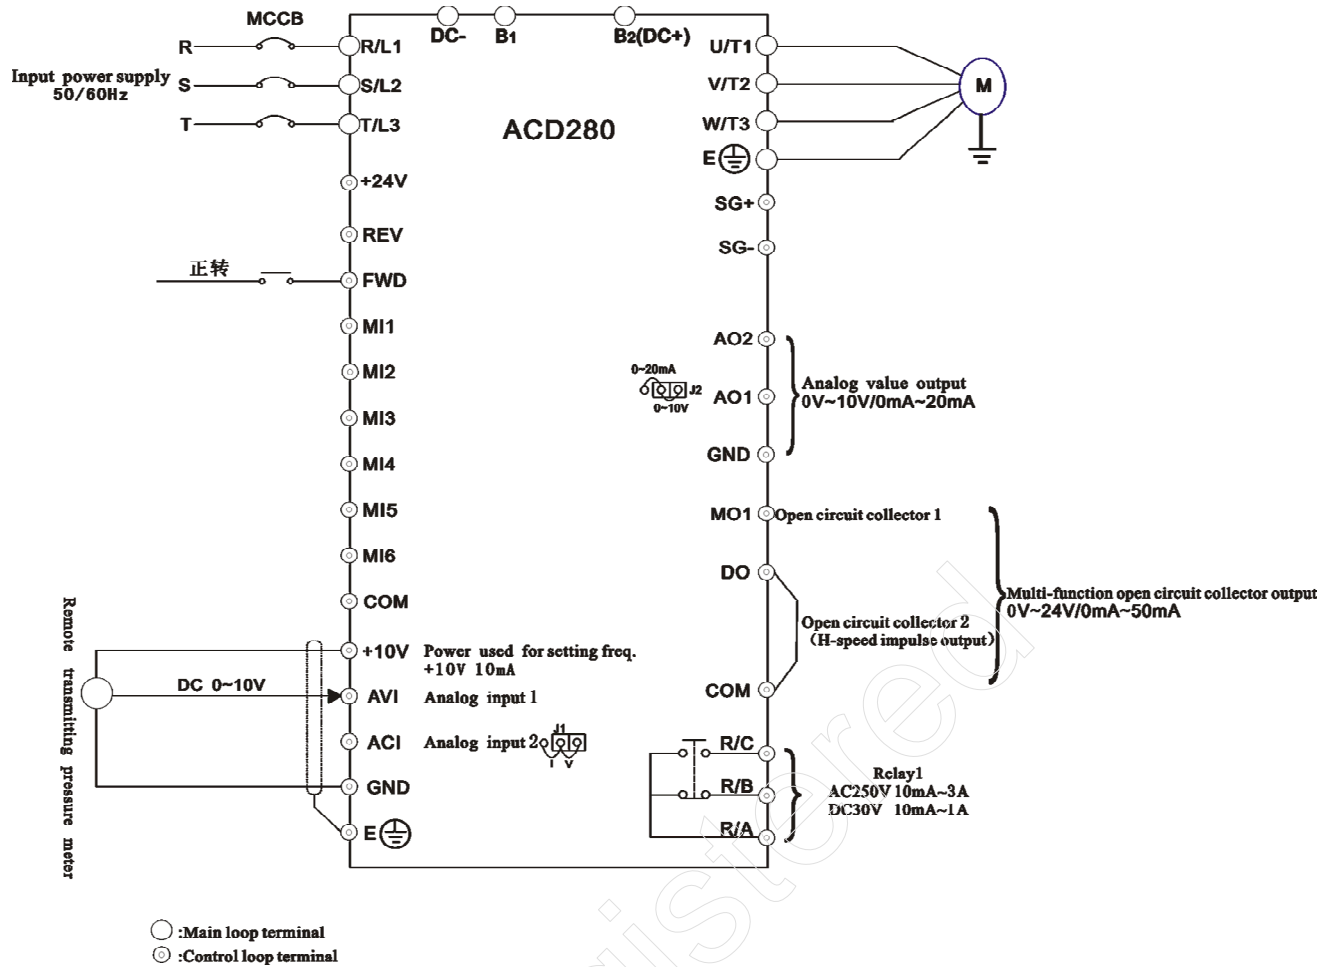 MCCB
DC-
B1
B2(DC+)
R
R/L1
U/T1
Input power supply
50/60Hz
S
S/L2
V/T2
M
T
T/L3
ACD280
W/T3
E
+24V
SG+
REV
SG-
正转
FWD
MI1
AO2
MI2
0~20mA
J2
0~10V
AO1
Analog value output
0V~10V/0mA~20mA
MI3
MI4
GND
MI5
MO1
Open circuit collector 1
MI6
DO
COM
Multi-function open circuit collector output
0V~24V/0mA~50mA
Open circuit collector 2
(H-speed impulse output)
Remote transmitting pressure meter
+10V
Power used for setting freq.
+10V 10mA
DC 0~10V
AVI
Analog input 1
COM
ACI
Analog input 2
J1
I V
R/C
GND
R/B
Relay1
AC250V 10mA~3A
DC30V 10mA~1A
E
R/A
:Main loop terminal
:Control loop terminal
gistered